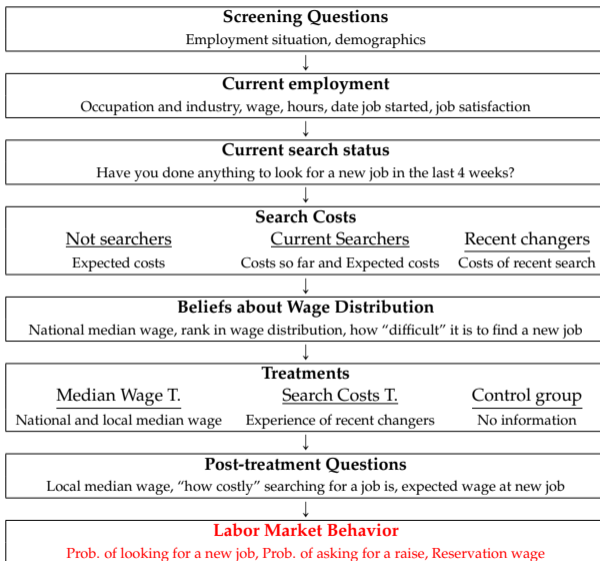 Screening Questions
Employment situation, demographics
↓
Current employment
Occupation and industry, wage, hours, date job started, job satisfaction
↓
Current search status
Have you done anything to look for a new job in the last 4 weeks?
↓
Search Costs
Not searchers Current Searchers Recent changers
Expected costs Costs so far and Expected costs Costs of recent search
↓
Beliefs about Wage Distribution
National median wage, rank in wage distribution, how “difficult” it is to find a new job
↓
Treatments
Median Wage T. Search Costs T. Control group
National and local median wage Experience of recent changers No information
↓
Post-treatment Questions
Local median wage, “how costly” searching for a job is, expected wage at new job
↓
Labor Market Behavior
Prob. of looking for a new job, Prob. of asking for a raise, Reservation wage